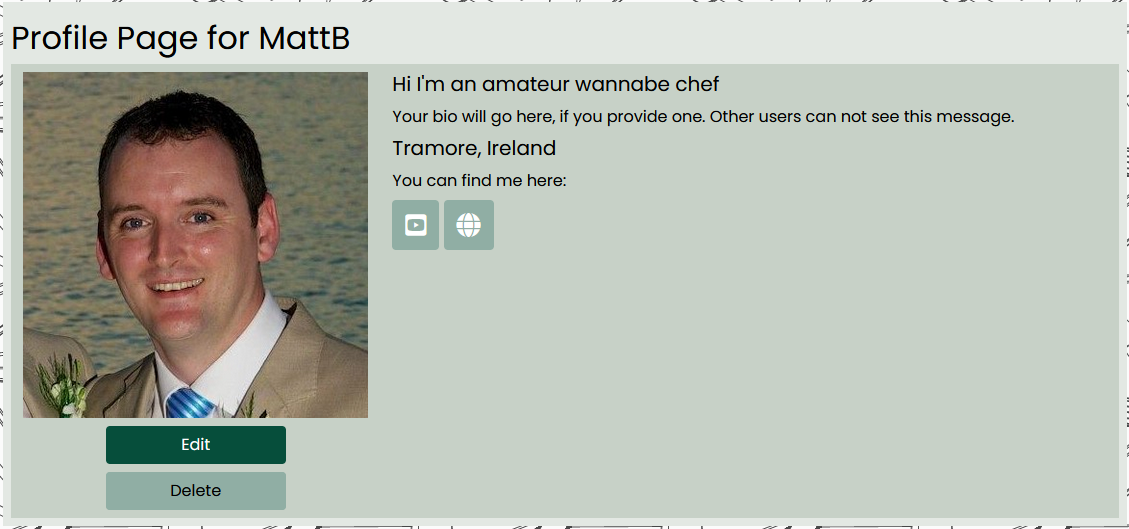 Profile Page for MattB
Hi I'm an amateur wannabe chef
Your bio will go here, if you provide one. Other users can not see this message.
Tramore, Ireland
You can find me here:
Edit
Delete